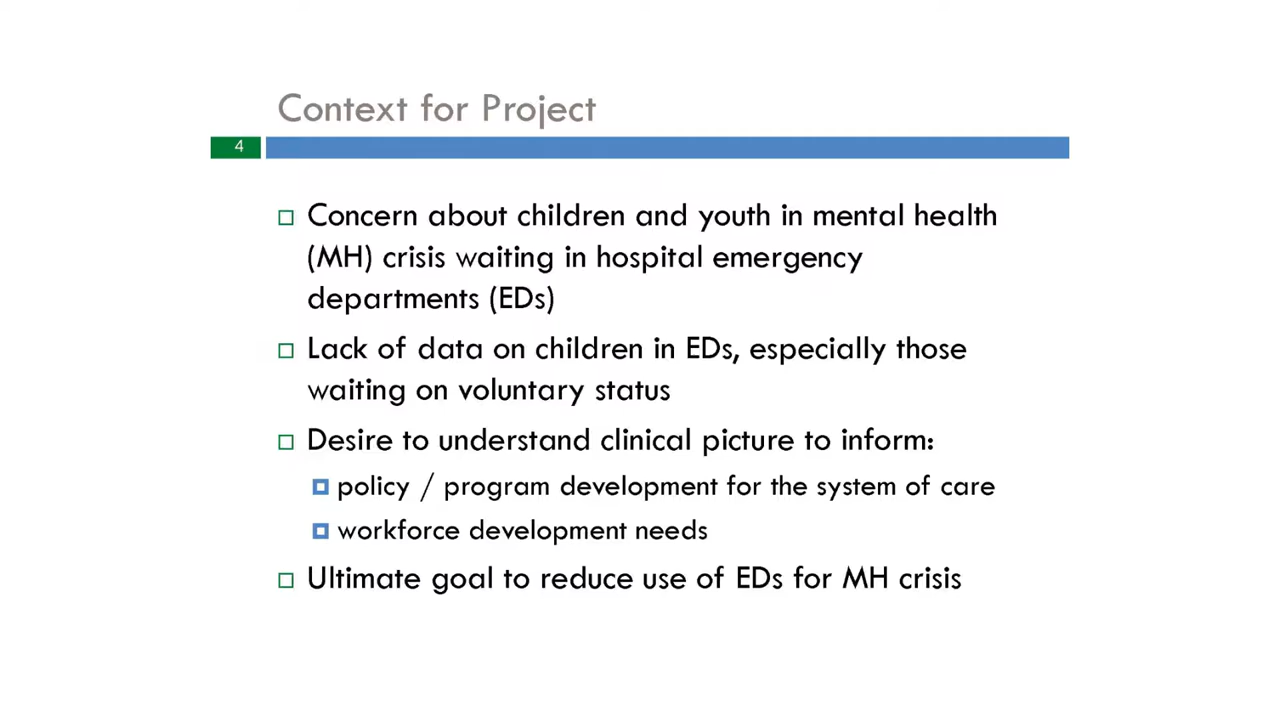 Context for Project
4
Concern about children and youth in mental health
(MH) crisis waiting in hospital emergency
departments (EDs)
Lack of data on children in EDs, especially those
waiting on voluntary status
Desire to understand clinical picture to inform:
policy / program development for the system of care
workforce development needs
Ultimate goal to reduce use of EDs for MH crisis